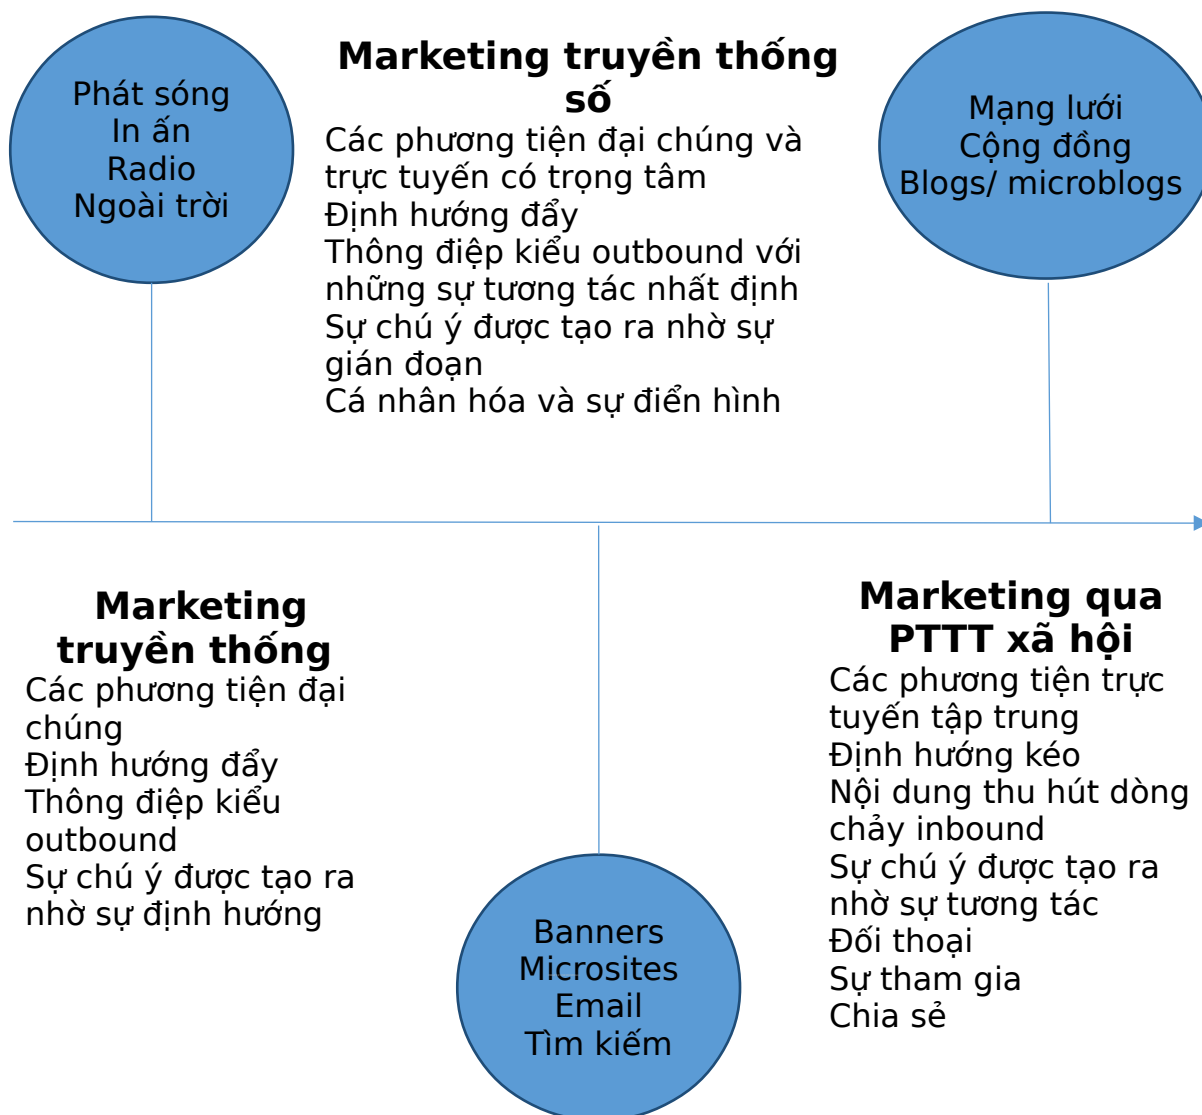 Phát sóng
In ấn
Radio
Ngoài trời
Marketing truyền thống
số
Các phương tiện đại chúng và
trực tuyến có trọng tâm
Định hướng đẩy
Thông điệp kiểu outbound với
những sự tương tác nhất định
Sự chú ý được tạo ra nhờ sự
gián đoạn
Cá nhân hóa và sự điển hình
Mạng lưới
Cộng đồng
Blogs/ microblogs
Marketing
truyền thống
Các phương tiện đại
chúng
Định hướng đẩy
Thông điệp kiểu
outbound
Sự chú ý được tạo ra
nhờ sự định hướng
Banners
Microsites
Email
Tìm kiếm
Marketing qua
PTTT xã hội
Các phương tiện trực
tuyến tập trung
Định hướng kéo
Nội dung thu hút dòng
chảy inbound
Sự chú ý được tạo ra
nhờ sự tương tác
Đối thoại
Sự tham gia
Chia sẻ